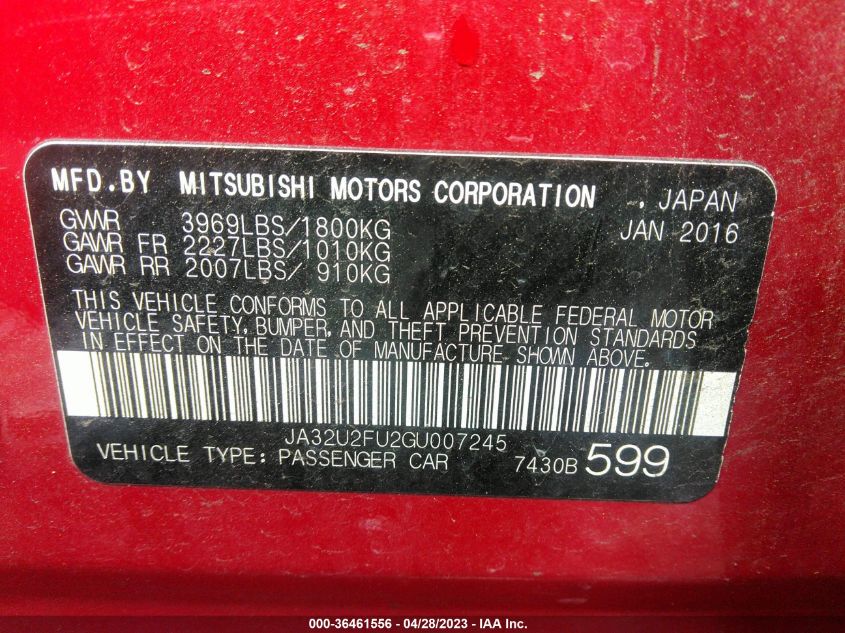 MFD.BY MITSUBISHI MOTORS CORPORATION , JAPAN
GVWR 3969LBS/1800KG JAN 2016
GAWR FR 2227LBS/1010KG
GAWR RR 2007LBS/ 910KG
THIS VEHICLE CONFORMS TO ALL APPLICABLE FEDERAL MOTOR
VEHICLE SAFETY, BUMPER, AND THEFT PREVENTION STANDARDS
IN EFFECT ON THE DATE OF MANUFACTURE SHOWN ABOVE.
JA32U2FU2GU007245
VEHICLE TYPE: PASSENGER CAR 7430B 599
000-36461556 - 04/28/2023 - IAA Inc.